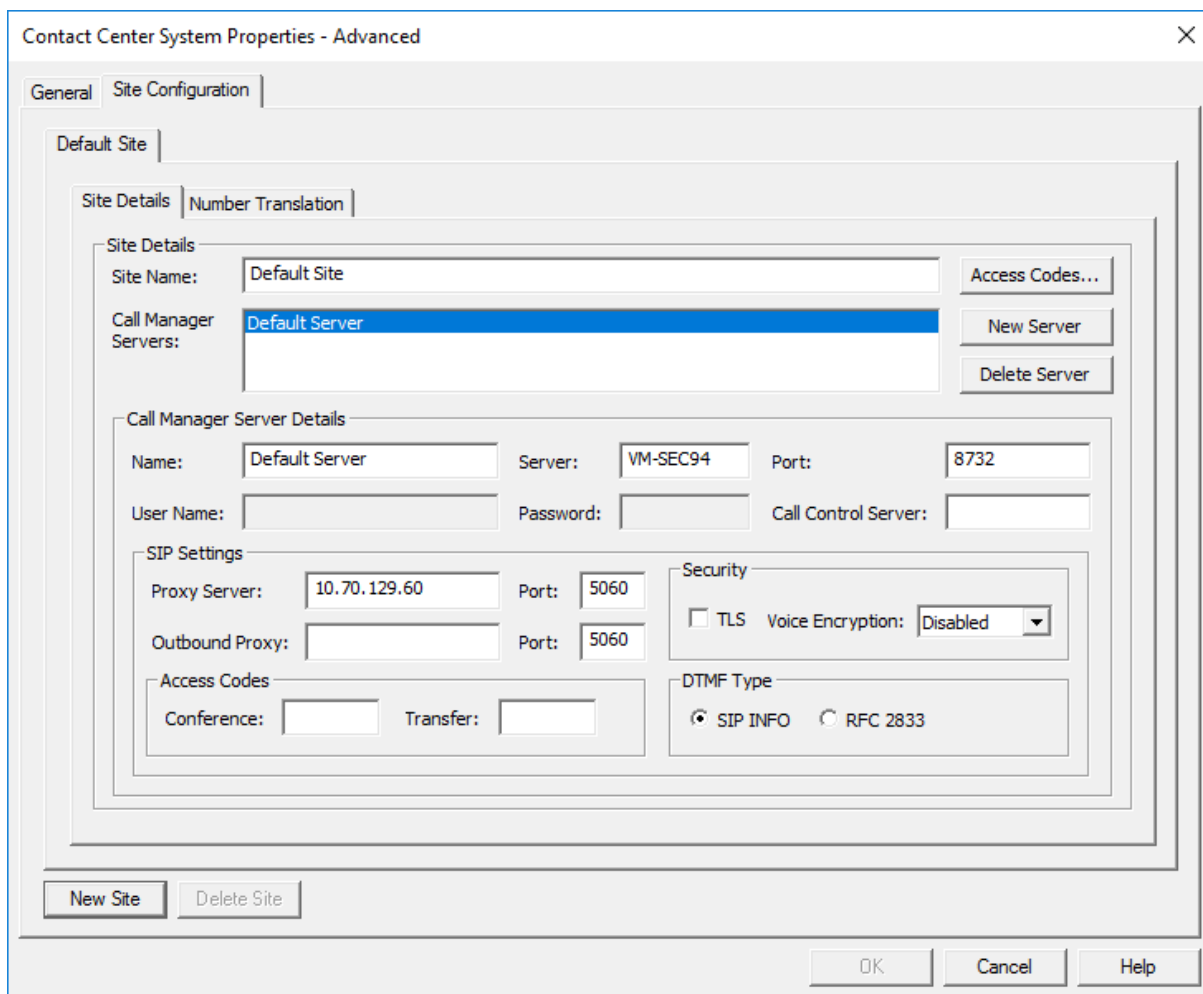 Contact Center System Properties - Advanced
General Site Configuration
Default Site
Site Details Number Translation
Site Details
Site Name: Default Site Access Codes...
Call Manager Servers: Default Server New Server
Delete Server
Call Manager Server Details
Name: Default Server Server: VM-SEC94 Port: 8732
User Name: Password: Call Control Server:
SIP Settings
Proxy Server: 10.70.129.60 Port: 5060
Outbound Proxy: Port: 5060
Security
TLS Voice Encryption: Disabled
Access Codes
Conference: Transfer:
DTMF Type
SIP INFO RFC 2833
New Site Delete Site
OK Cancel Help